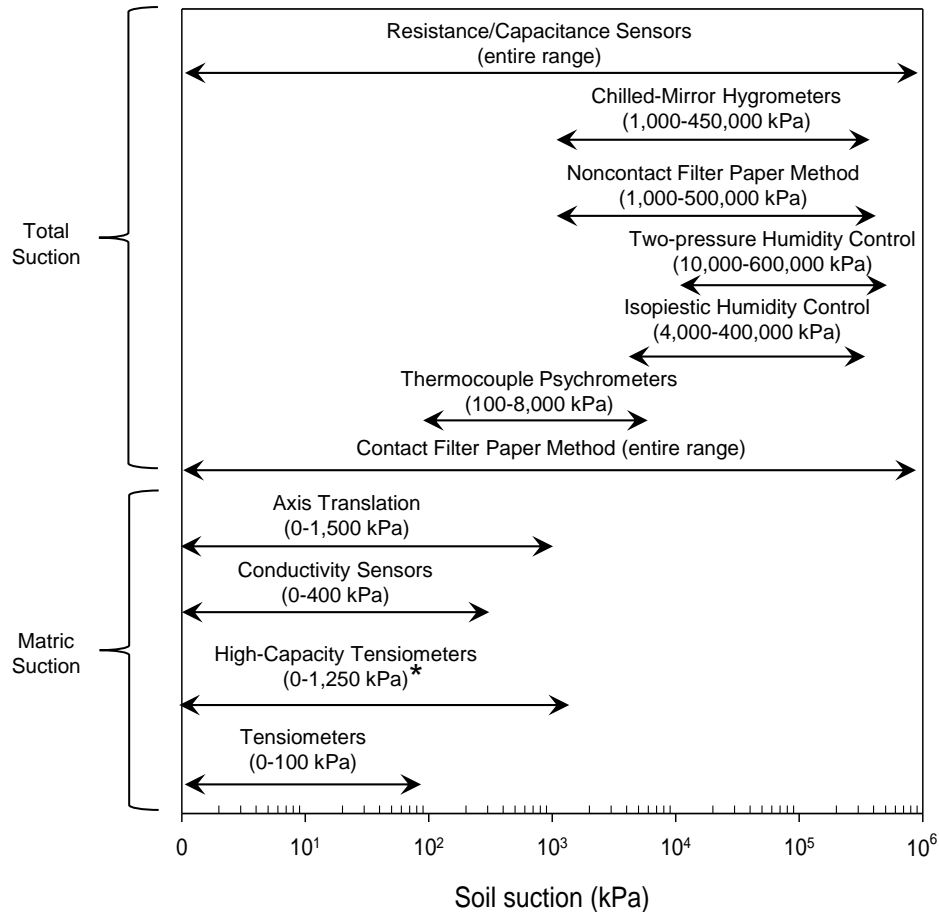 Resistance/Capacitance Sensors
(entire range)
Chilled-Mirror Hygrometers
(1,000-450,000 kPa)
Noncontact Filter Paper Method
(1,000-500,000 kPa)
Total
Suction
Two-pressure Humidity Control
(10,000-600,000 kPa)
Isopiestic Humidity Control
(4,000-400,000 kPa)
Thermocouple Psychrometers
(100-8,000 kPa)
Contact Filter Paper Method (entire range)
Axis Translation
(0-1,500 kPa)
Conductivity Sensors
(0-400 kPa)
Matric
Suction
High-Capacity Tensiometers
(0-1,250 kPa)*
Tensiometers
(0-100 kPa)
0 10¹ 10² 10³ 10⁴ 10⁵ 10⁶
Soil suction (kPa)